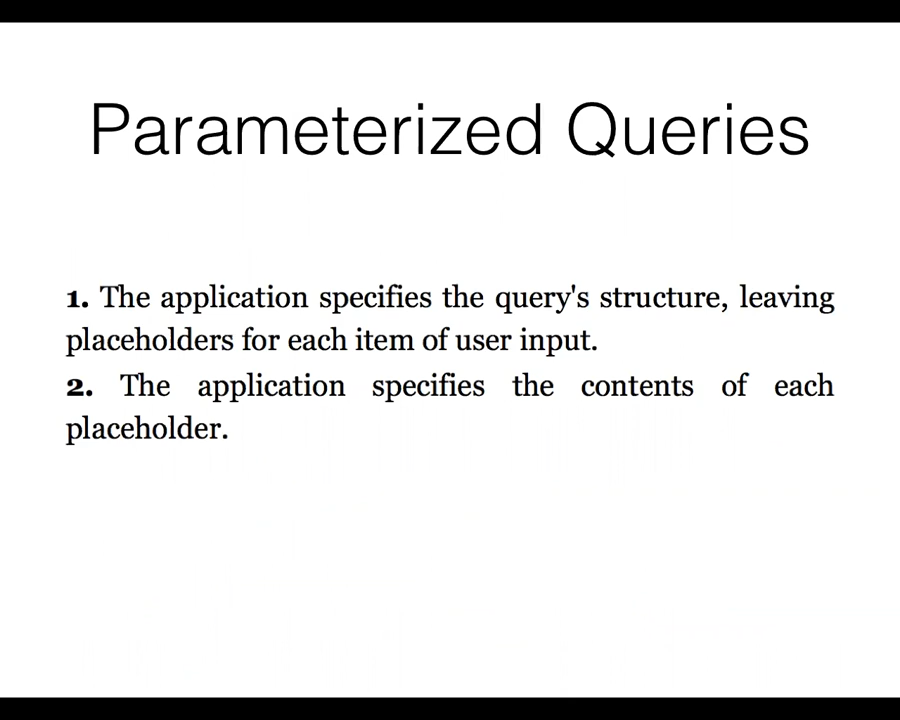 Parameterized Queries
1. The application specifies the query's structure, leaving
placeholders for each item of user input.
2. The application specifies the contents of each
placeholder.